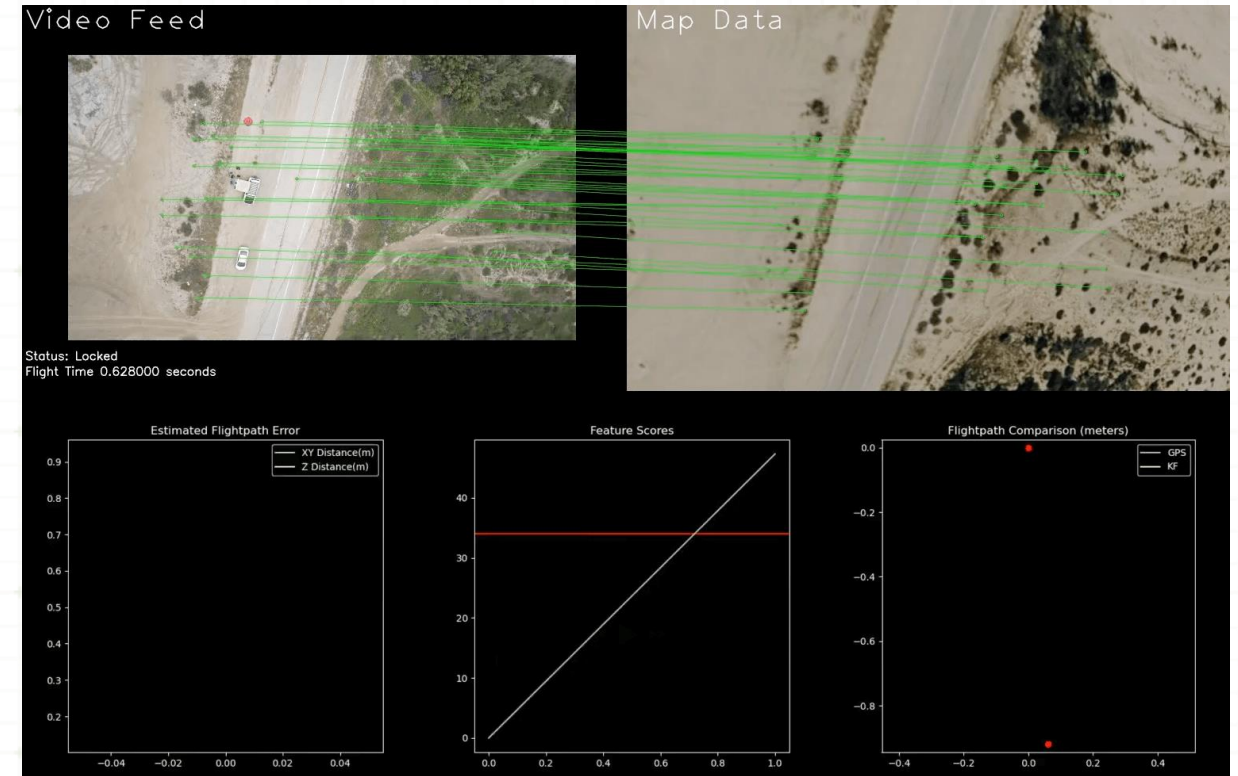 Video Feed
Map Data
Status: Locked
Flight Time 0.628000 seconds
Estimated Flightpath Error
XY Distance(m)
Z Distance(m)
0.9
0.8
0.7
0.6
0.5
0.4
0.3
0.2
−0.04 −0.02 0.00 0.02 0.04
Feature Scores
40
30
20
10
0
0.0 0.2 0.4 0.6 0.8 1.0
Flightpath Comparison (meters)
GPS
KF
0.0
−0.2
−0.4
−0.6
−0.8
−0.4 −0.2 0.0 0.2 0.4